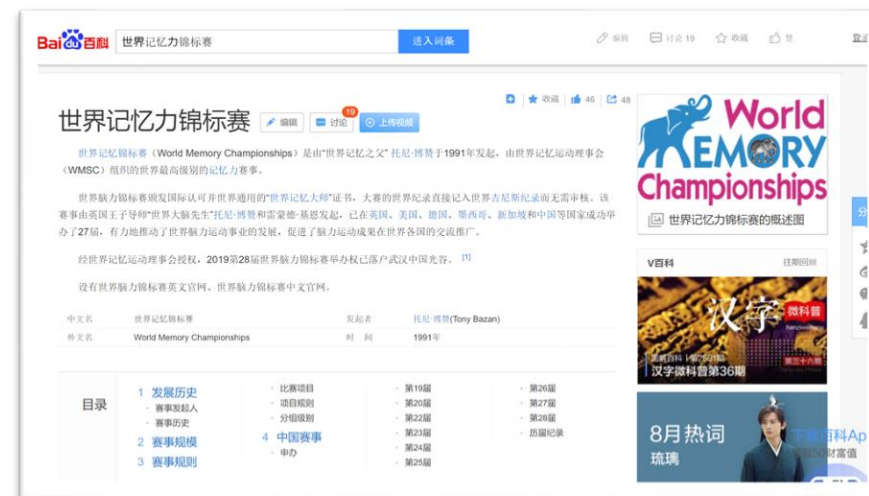 Bai du 百科
世界记忆力锦标赛
进入词条
编辑
讨论 19
收藏
赞
收藏 46 48
世界记忆力锦标赛
编辑
讨论
19
上传视频
世界记忆锦标赛（World Memory Championships）是由“世界记忆之父” 托尼·博赞于1991年发起，由世界记忆运动理事会
（WMSC）组织的世界最高级别的记忆力赛事。
世界脑力锦标赛颁发国际认可并世界通用的“世界记忆大师”证书，大赛的世界纪录直接记入世界吉尼斯纪录而无需审核。该
赛事由英国王子导师“世界大脑先生”托尼·博赞和雷蒙德·基恩发起，已在英国、美国、德国、墨西哥、新加坡和中国等国家成功举
办了27届，有力地推动了世界脑力运动事业的发展，促进了脑力运动成果在世界各国的交流推广。
经世界记忆运动理事会授权，2019第28届世界脑力锦标赛举办权已落户武汉中国光谷。 [1]
设有世界脑力锦标赛英文官网、世界脑力锦标赛中文官网。
中文名 世界记忆锦标赛 发起者 托尼·博赞(Tony Bazan)
外文名 World Memory Championships 时 间 1991年
目录
1 发展历史
· 赛事发起人
· 赛事历史
2 赛事规模
3 赛事规则
· 比赛项目
· 项目规则
· 分组级别
4 中国赛事
· 申办
· 第19届
· 第20届
· 第22届
· 第23届
· 第24届
· 第25届
· 第26届
· 第27届
· 第28届
· 历届纪录
World
MEMORY
Championships
世界记忆力锦标赛的概述图
V百科
往期回顾
汉字
微科普
第三十六期
汉字微科普第36期
8月热词
琉璃
下载百科Ap
50财富值
分